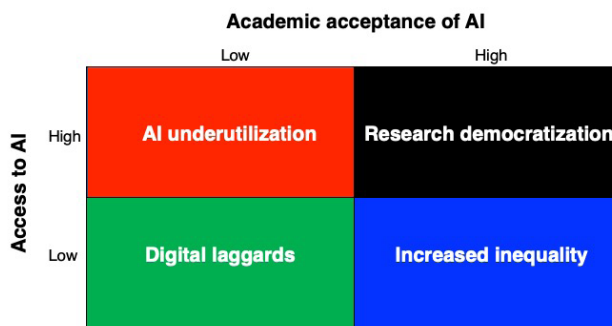 Academic acceptance of AI
Low High
Access to AI
High
AI underutilization Research democratization
Low
Digital laggards Increased inequality